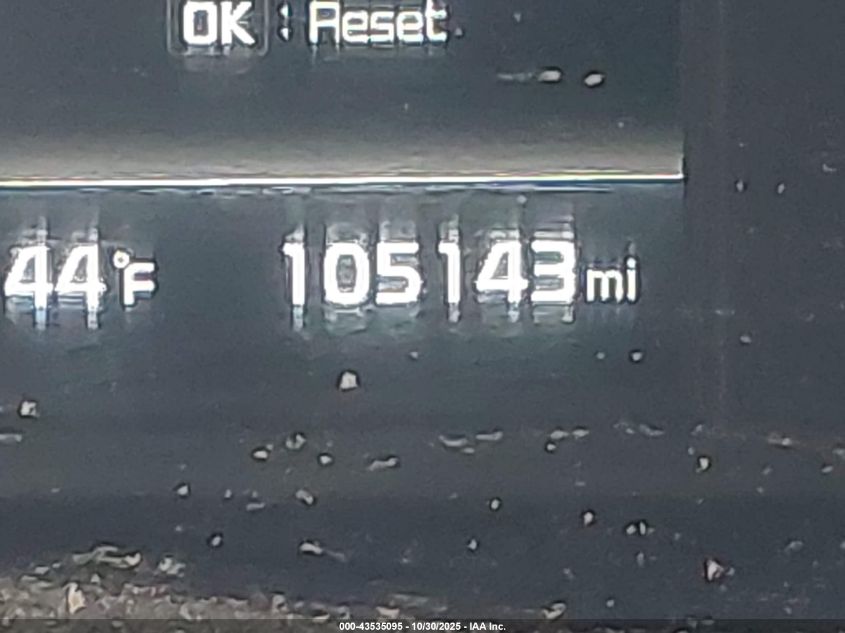 OK : Reset
44°F 105143 mi
000-43535095 - 10/30/2025 - IAA Inc.